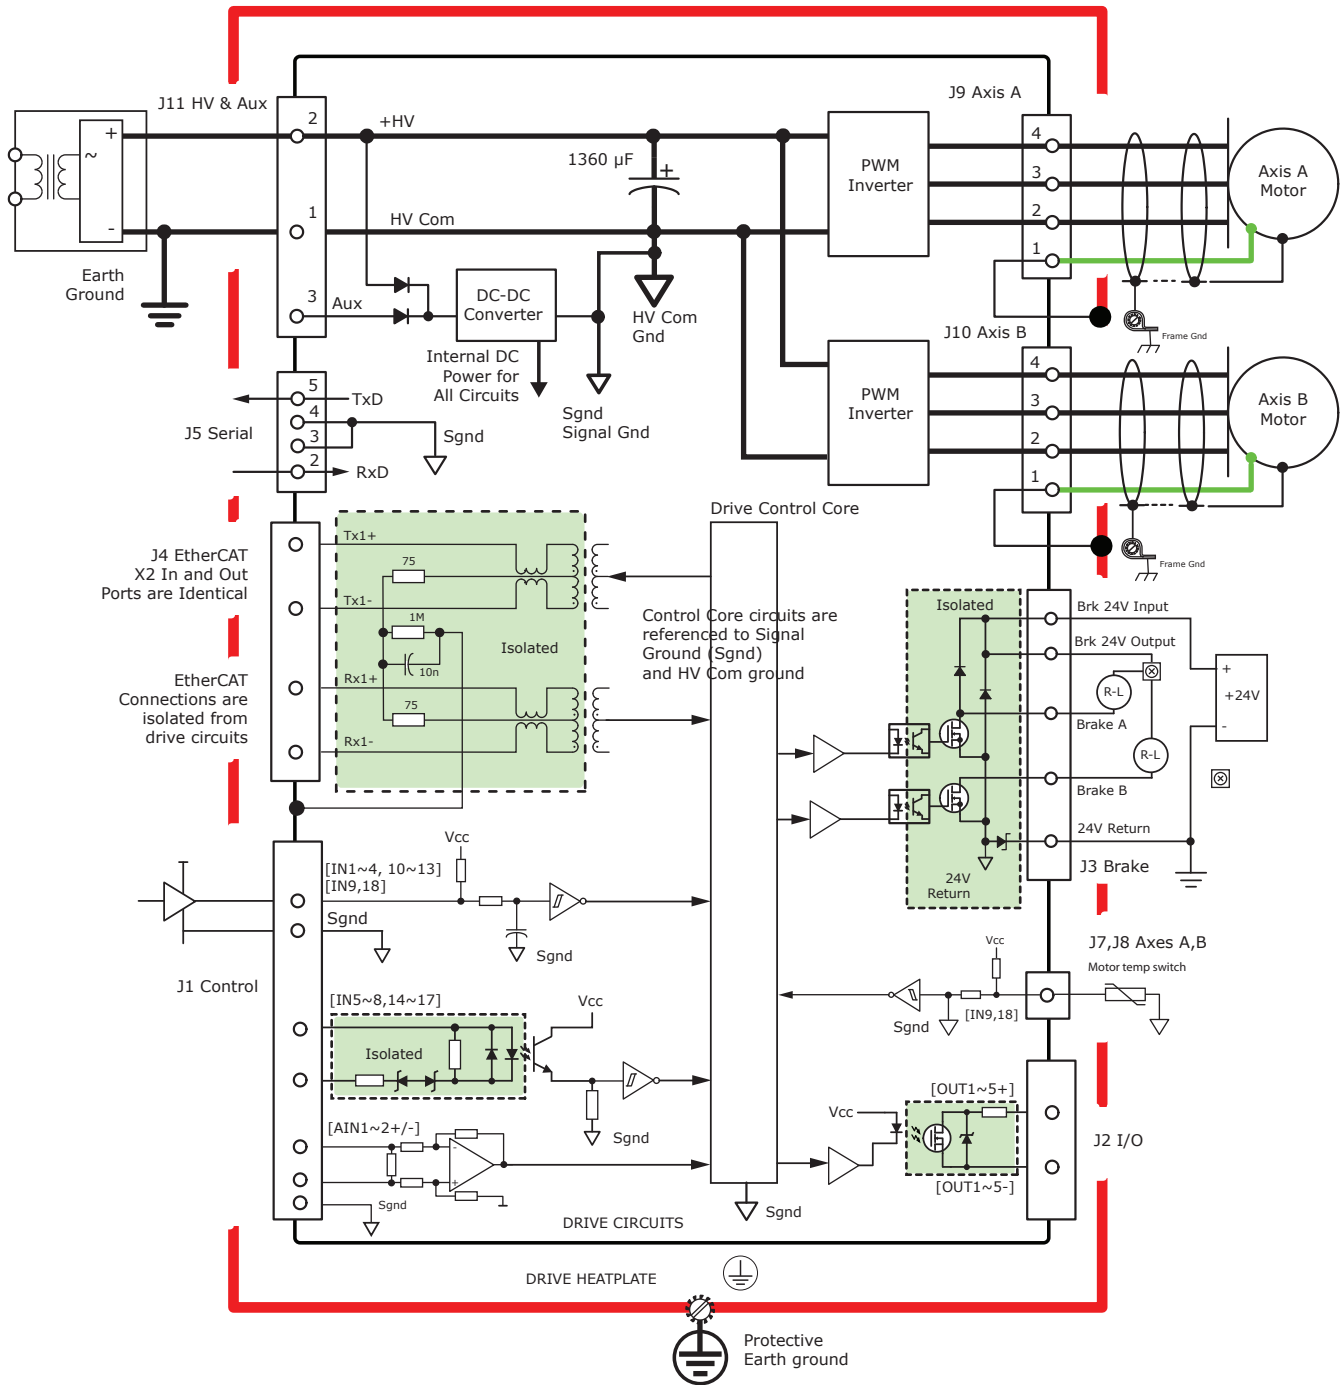 J11 HV & Aux
2
+HV
+
~
-
1
HV Com
1360 µF
+
Earth
Ground
3
Aux
DC-DC
Converter
HV Com
Gnd
Internal DC
Power for
All Circuits
Sgnd
Signal Gnd
J9 Axis A
PWM
Inverter
4
3
2
1
Axis A
Motor
Frame Gnd
J10 Axis B
PWM
Inverter
4
3
2
1
Axis B
Motor
Frame Gnd
J5 Serial
5
TxD
4
3
Sgnd
2
RxD
Drive Control Core
J4 EtherCAT
X2 In and Out
Ports are Identical
Tx1+
75
Tx1-
1M
10n
Isolated
Rx1+
75
Rx1-
EtherCAT
Connections are
isolated from
drive circuits
Control Core circuits are
referenced to Signal
Ground (Sgnd)
and HV Com ground
Isolated
Brk 24V Input
Brk 24V Output
R-L
Brake A
R-L
Brake B
+
+24V
-
24V Return
24V
Return
J3 Brake
Vcc
[IN1~4, 10~13]
[IN9,18]
Sgnd
Sgnd
J1 Control
[IN5~8,14~17]
Isolated
Vcc
Sgnd
[AIN1~2+/-]
-
+
Sgnd
J7,J8 Axes A,B
Motor temp switch
Vcc
[IN9,18]
Sgnd
[OUT1~5+]
Vcc
[OUT1~5-]
J2 I/O
Sgnd
DRIVE CIRCUITS
DRIVE HEATPLATE
Protective
Earth ground